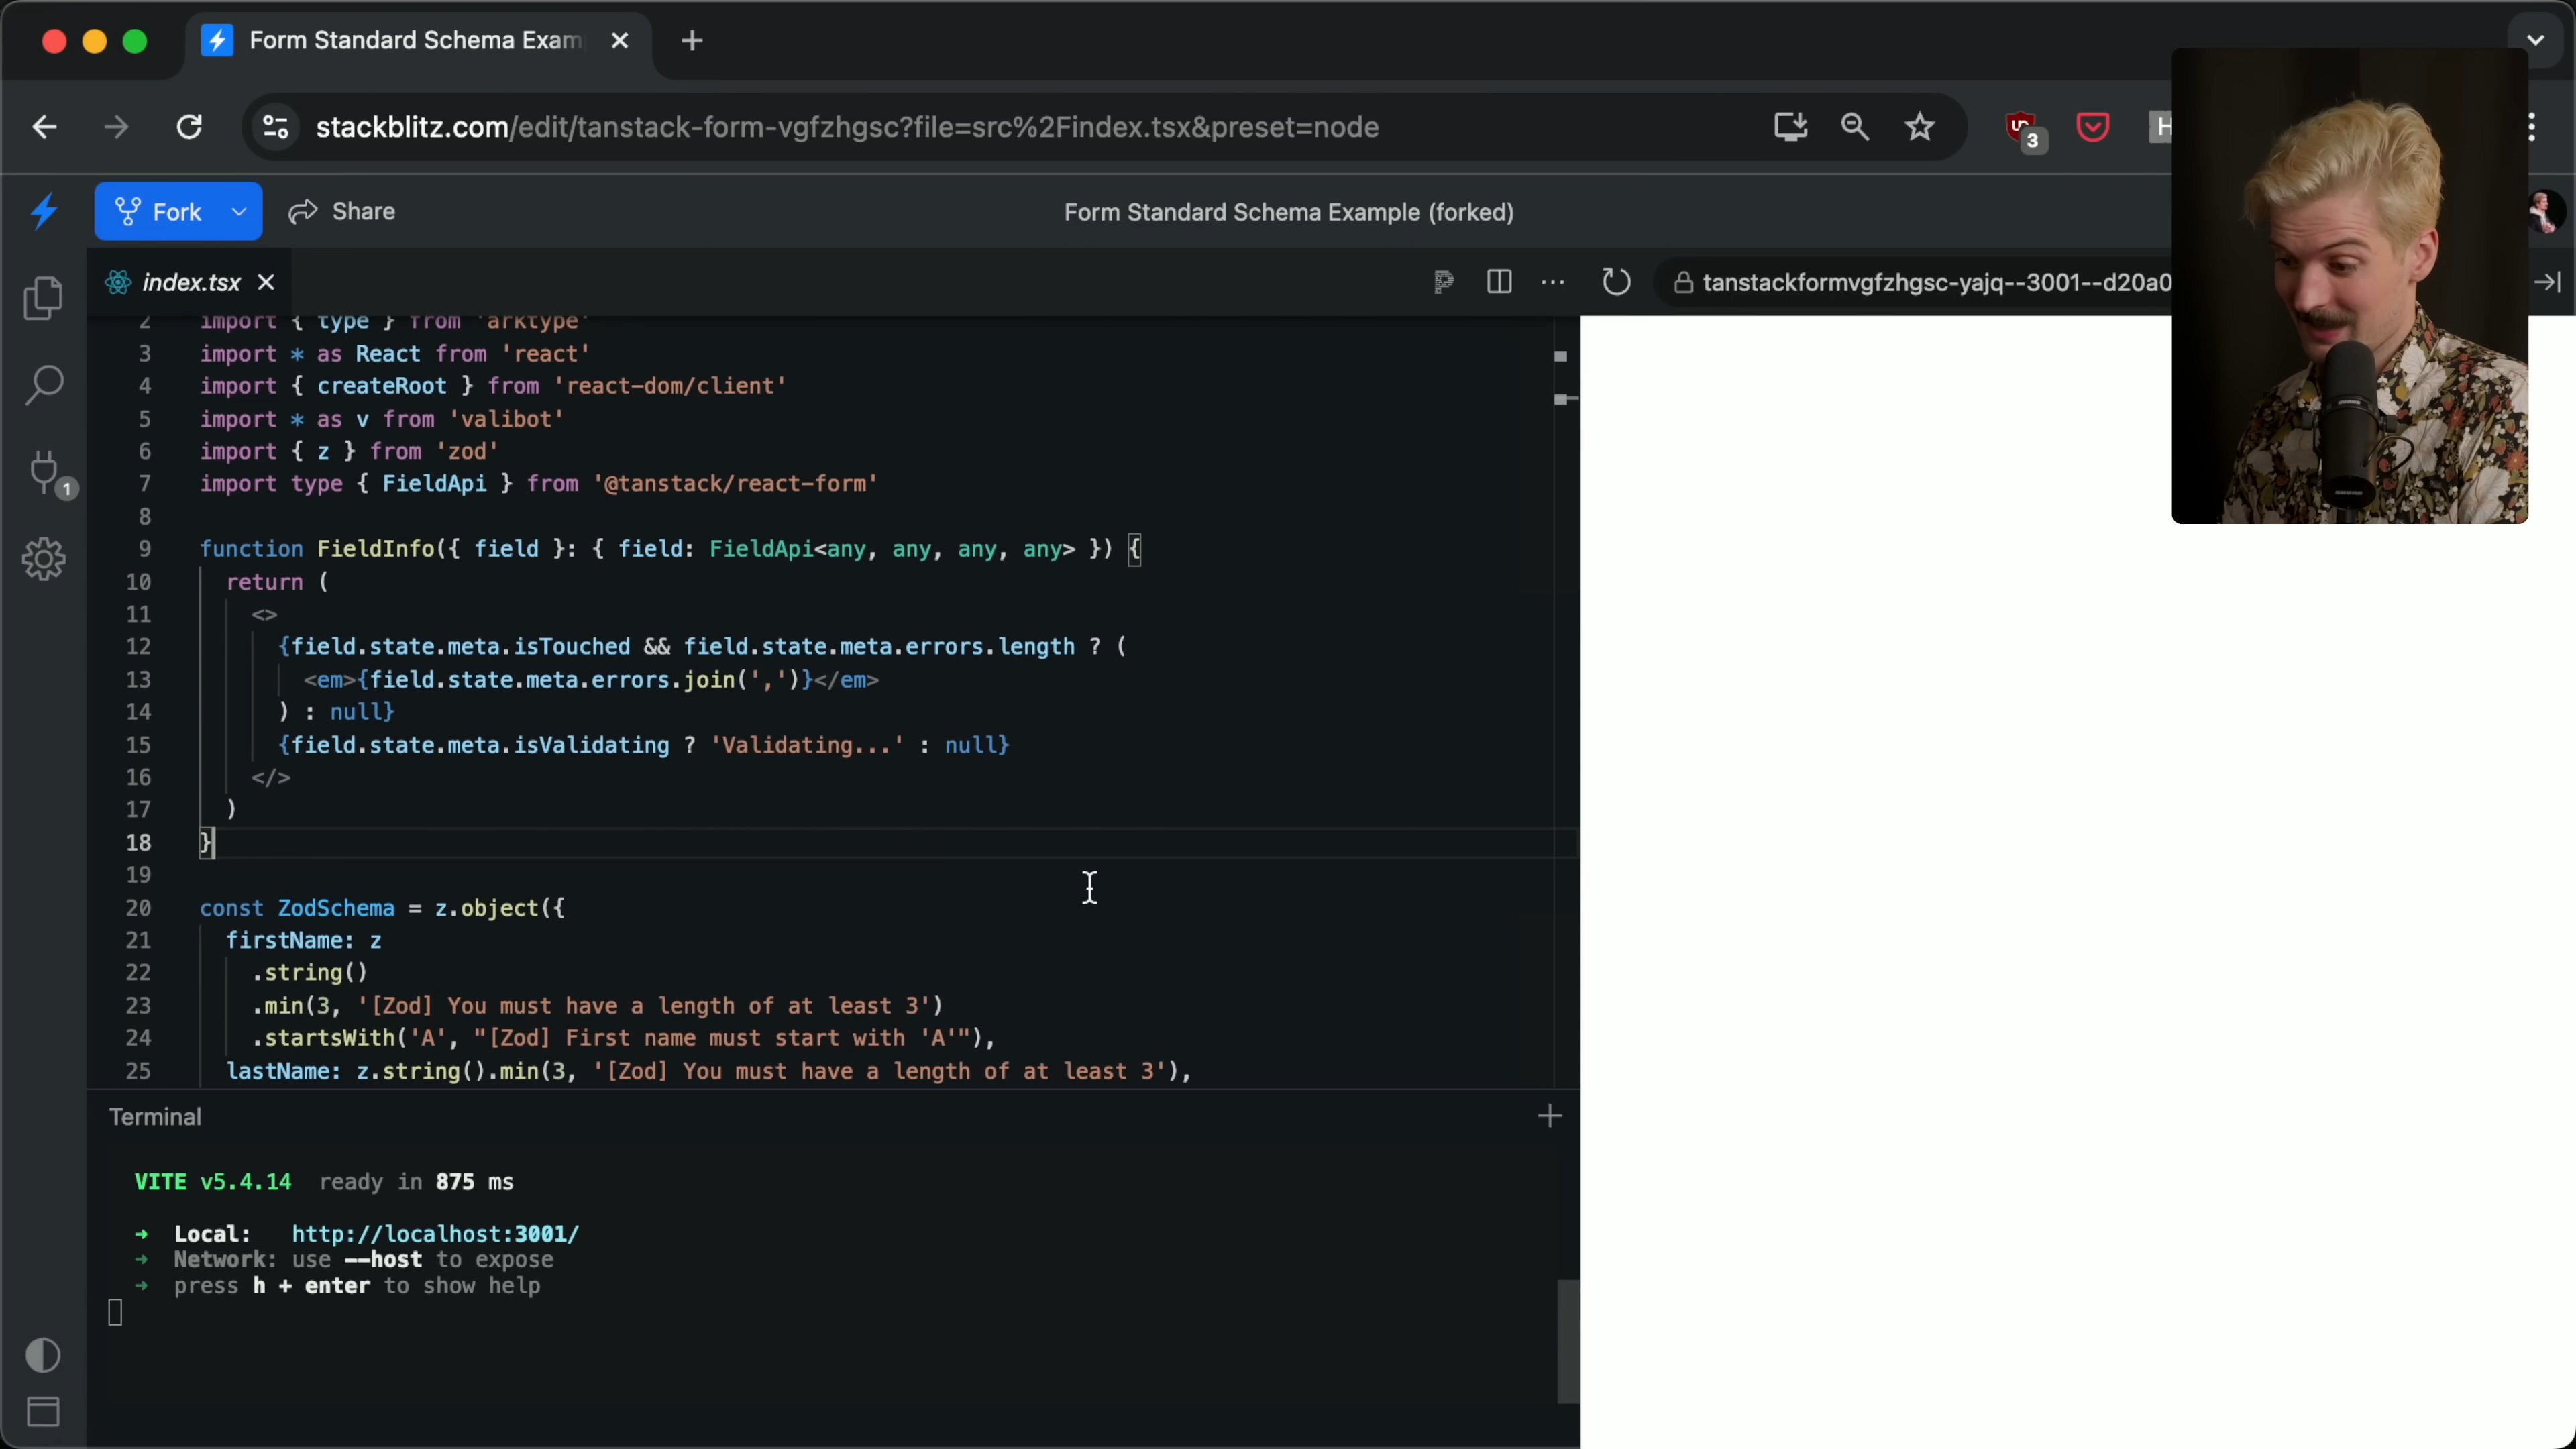 Form Standard Schema Exam
stackblitz.com/edit/tanstack-form-vgfzhgsc?file=src%2Findex.tsx&preset=node
3
Fork
Share
Form Standard Schema Example (forked)
index.tsx
tanstackformvgfzhgsc-yajq--3001--d20a0
1
2 import { type } from 'arktype'
3 import * as React from 'react'
4 import { createRoot } from 'react-dom/client'
5 import * as v from 'valibot'
6 import { z } from 'zod'
7 import type { FieldApi } from '@tanstack/react-form'
8
9 function FieldInfo({ field }: { field: FieldApi<any, any, any, any> }) {
10 return (
11 <>
12 {field.state.meta.isTouched && field.state.meta.errors.length ? (
13 <em>{field.state.meta.errors.join(',')}</em>
14 ) : null}
15 {field.state.meta.isValidating ? 'Validating...' : null}
16 </>
17 )
18 }
19
20 const ZodSchema = z.object({
21 firstName: z
22 .string()
23 .min(3, '[Zod] You must have a length of at least 3')
24 .startsWith('A', "[Zod] First name must start with 'A'"),
25 lastName: z.string().min(3, '[Zod] You must have a length of at least 3'),
Terminal
VITE v5.4.14 ready in 875 ms
➜ Local: http://localhost:3001/
➜ Network: use --host to expose
➜ press h + enter to show help